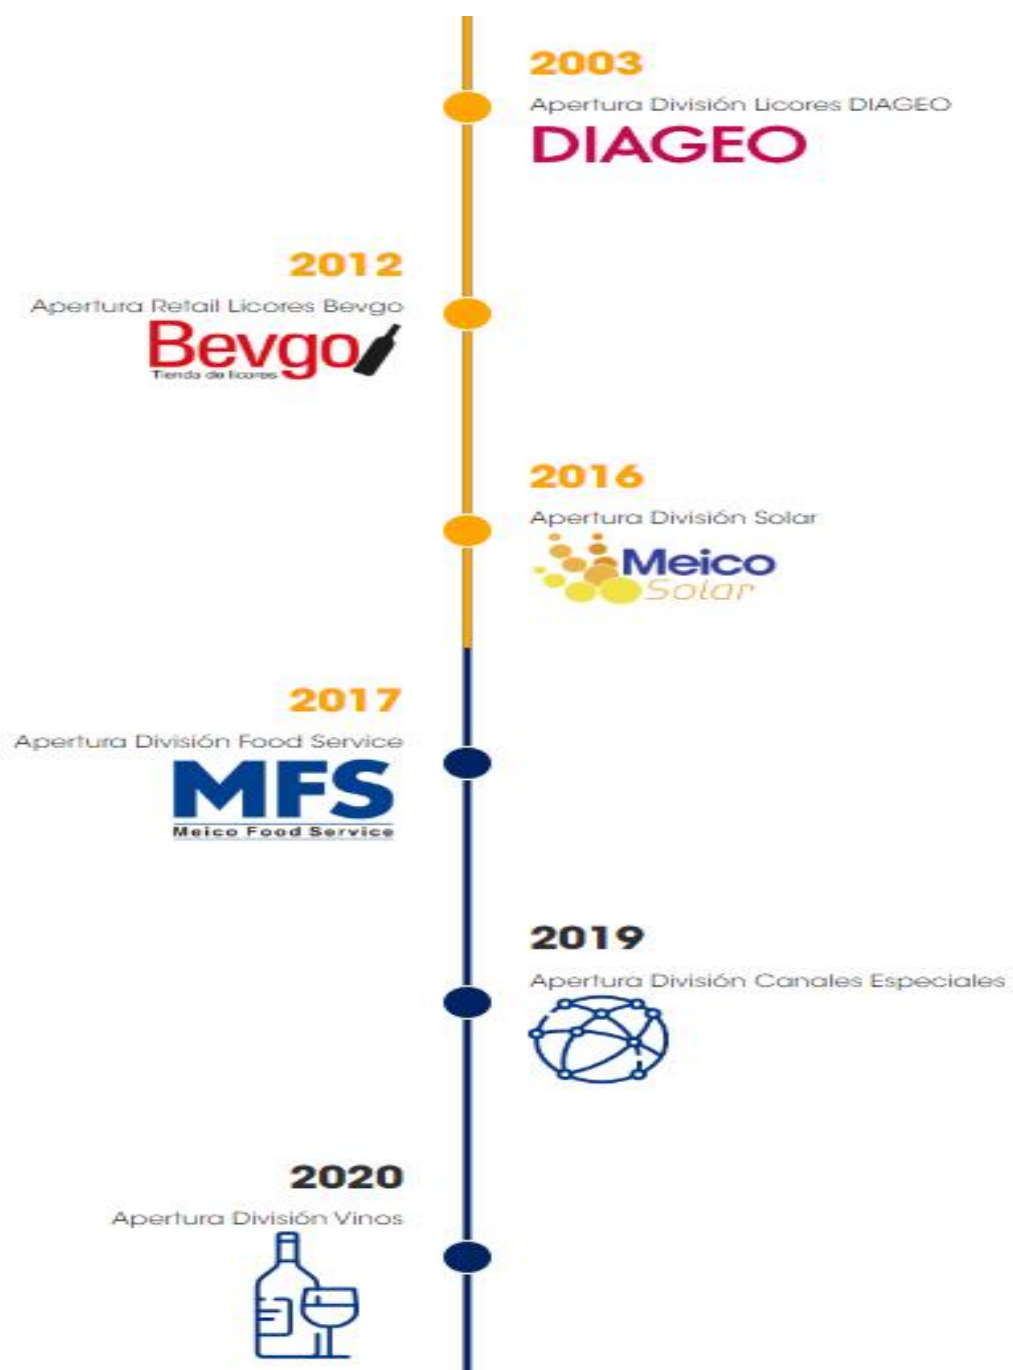 2003
Apertura División Licores DIAGEO
DIAGEO
2012
Apertura Retail Licores Bevgo
Bevgo
Tienda de licores
2016
Apertura División Solar
Meico
Solar
2017
Apertura División Food Service
MFS
Meico Food Service
2019
Apertura División Canales Especiales
2020
Apertura División Vinos